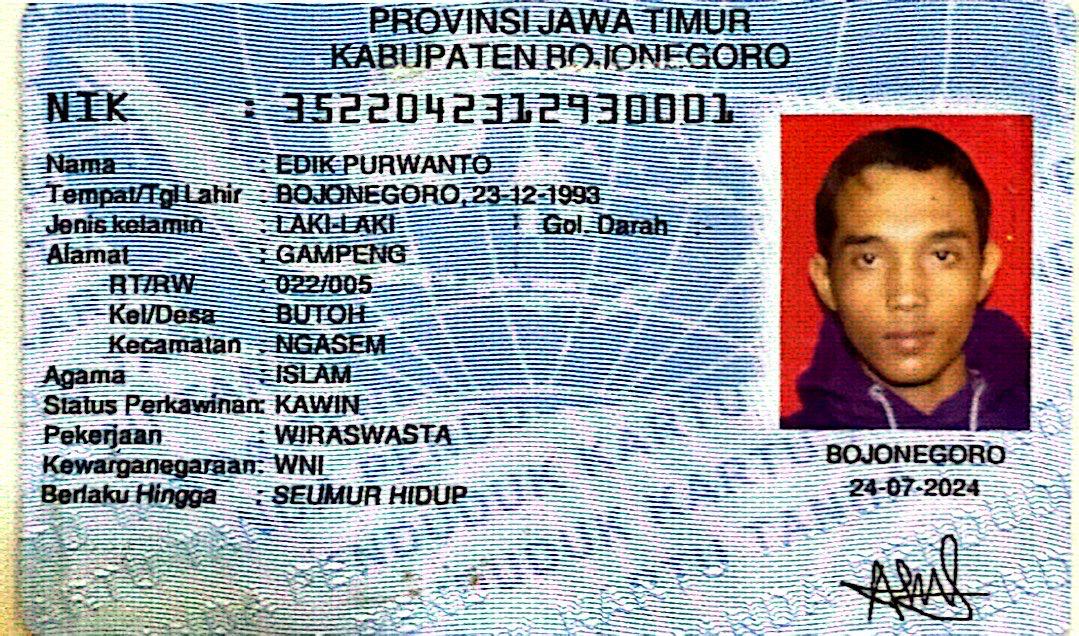 PROVINSI JAWA TIMUR
KABUPATEN BOJONEGORO
NIK : 3522042312930001
Nama : EDIK PURWANTO
Tempat/Tgl Lahir : BOJONEGORO, 23-12-1993
Jenis kelamin : LAKI-LAKI Gol. Darah : -
Alamat : GAMPENG
RT/RW : 022/005
Kel/Desa : BUTOH
Kecamatan : NGASEM
Agama : ISLAM
Status Perkawinan: KAWIN
Pekerjaan : WIRASWASTA
Kewarganegaraan: WNI
Berlaku Hingga : SEUMUR HIDUP
BOJONEGORO
24-07-2024